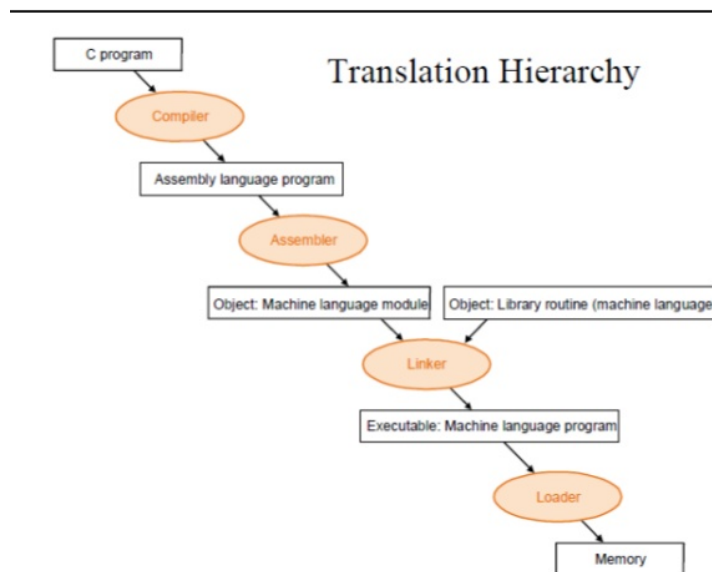 C program
Translation Hierarchy
Compiler
Assembly language program
Assembler
Object: Machine language module
Object: Library routine (machine language
Linker
Executable: Machine language program
Loader
Memory